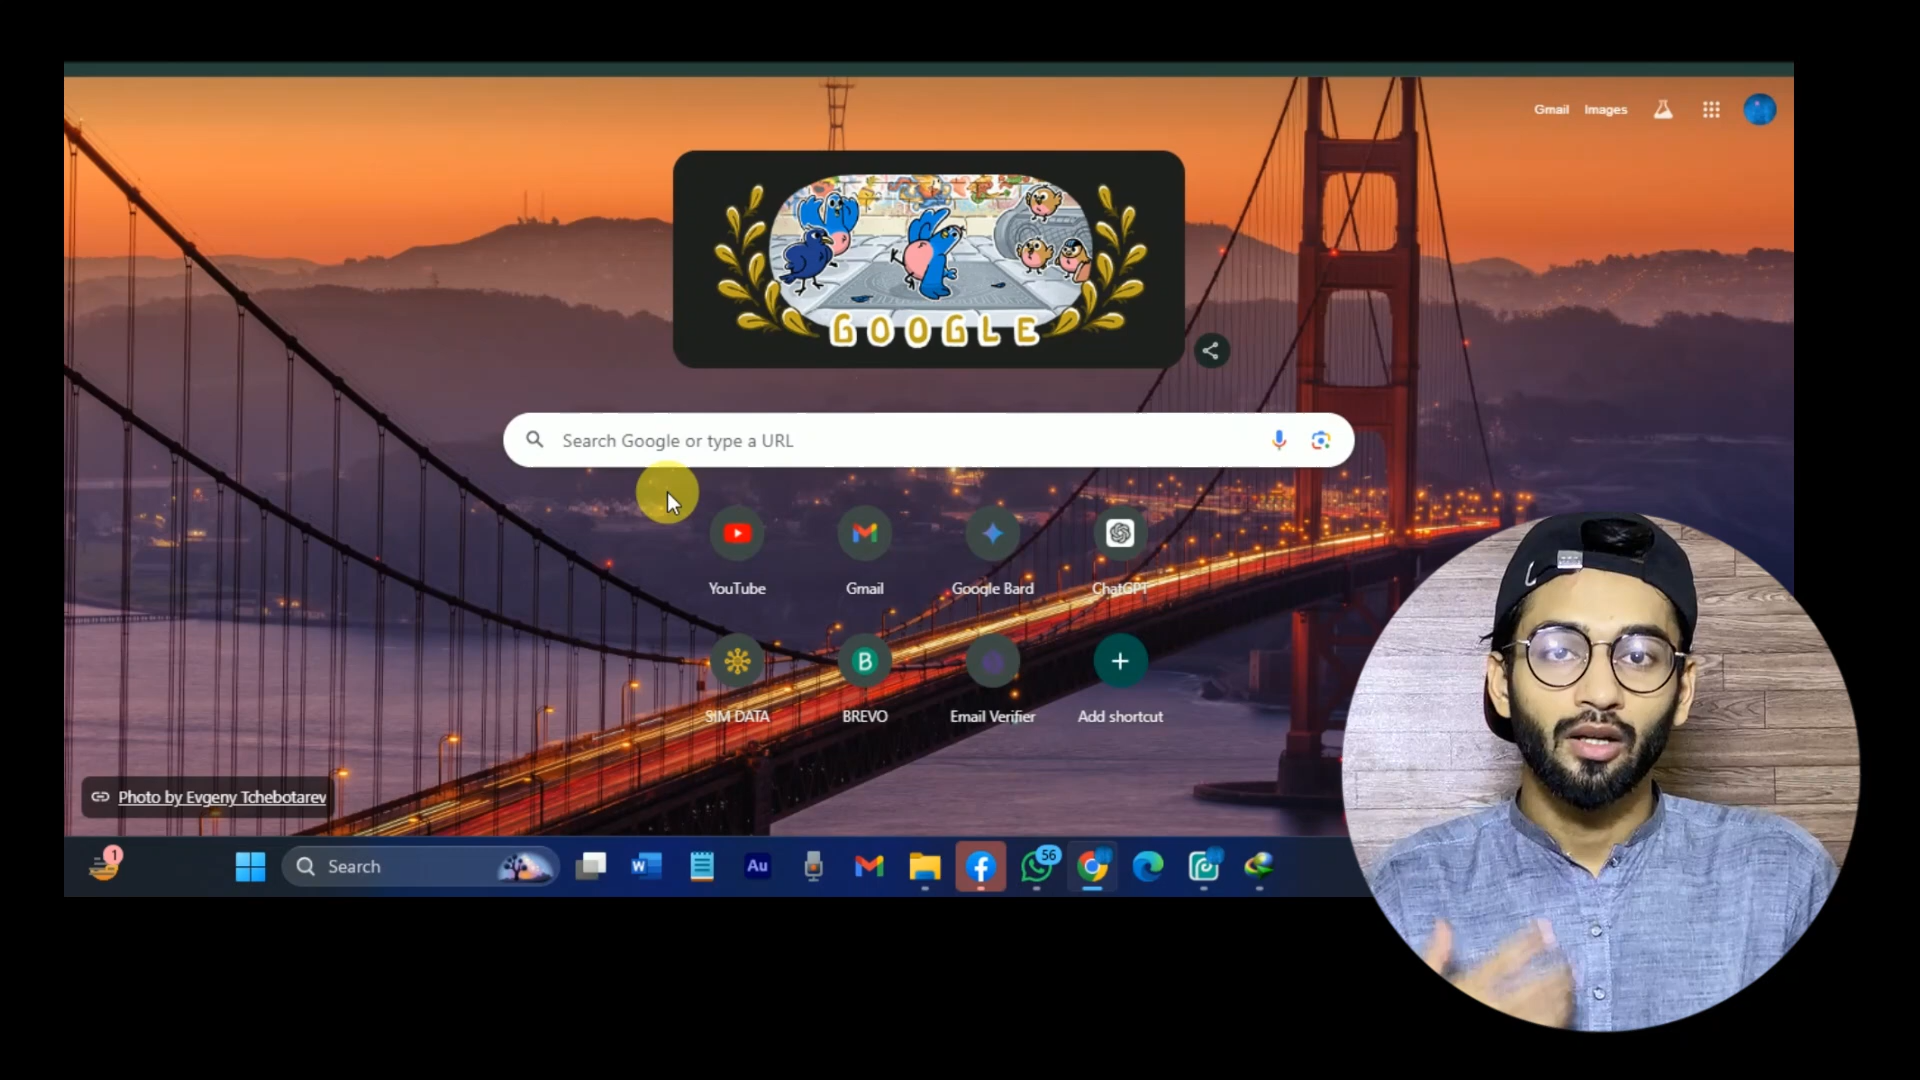 Gmail Images
GOOGLE
Search Google or type a URL
YouTube Gmail Google Bard ChatGPT
SIM DATA BREVO Email Verifier Add shortcut
Photo by Evgeny Tchebotarev
1 Search W Au 56